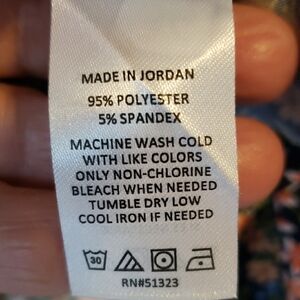 MADE IN JORDAN
95% POLYESTER
5% SPANDEX
MACHINE WASH COLD
WITH LIKE COLORS
ONLY NON-CHLORINE
BLEACH WHEN NEEDED
TUMBLE DRY LOW
COOL IRON IF NEEDED
30
RN#51323